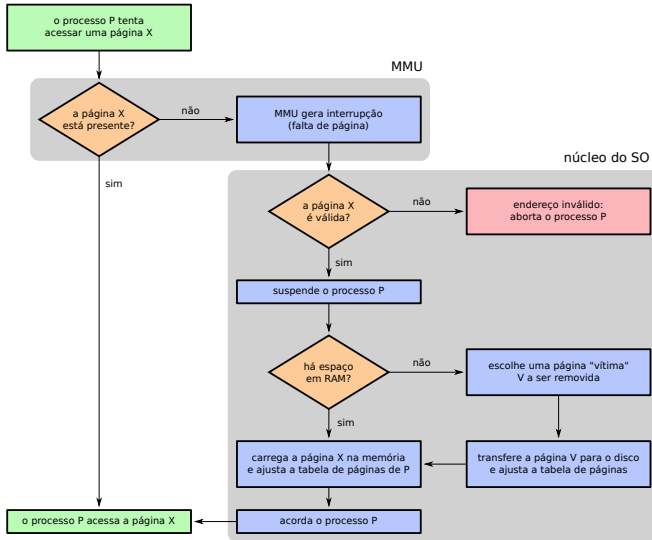 o processo P tenta
acessar uma página X
MMU
a página X
está presente?
não
MMU gera interrupção
(falta de página)
núcleo do SO
sim
a página X
é válida?
não
endereço inválido:
aborta o processo P
sim
suspende o processo P
há espaço
em RAM?
não
escolhe uma página "vítima"
V a ser removida
sim
carrega a página X na memória
e ajusta a tabela de páginas de P
transfere a página V para o disco
e ajusta a tabela de páginas
o processo P acessa a página X
acorda o processo P